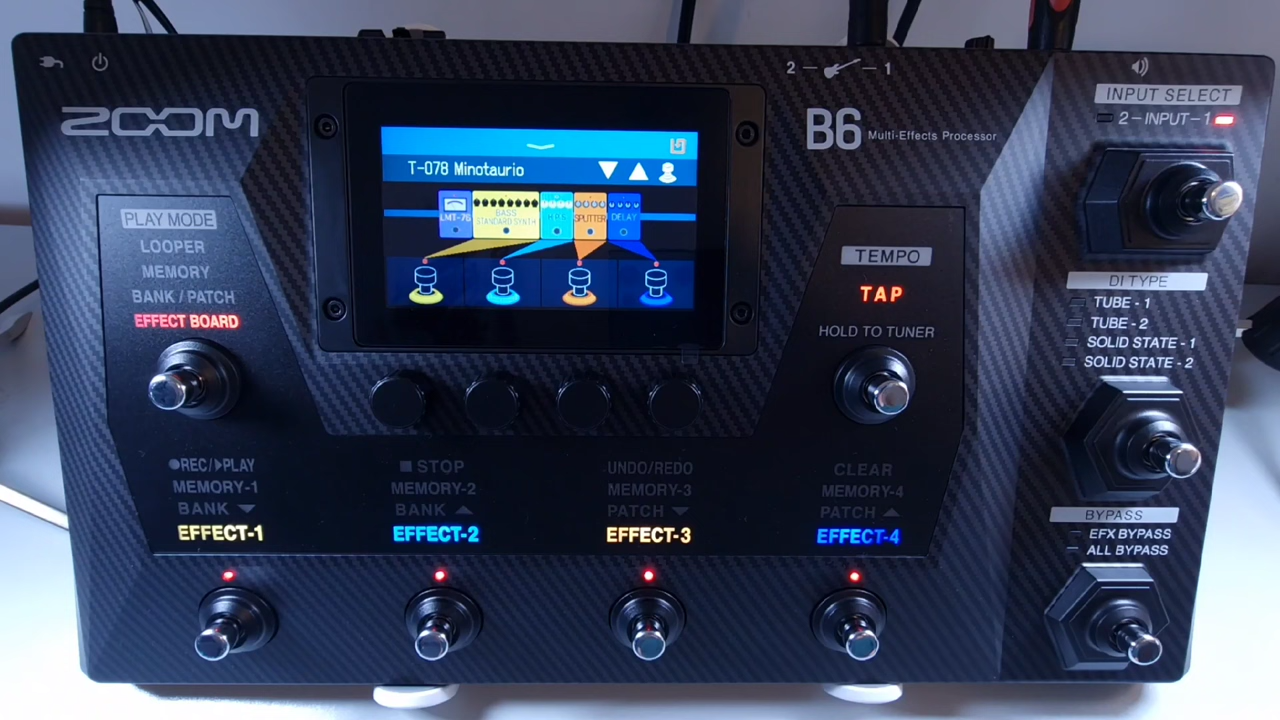 2 1
ZOOM
B6 Multi-Effects Processor
INPUT SELECT
2-INPUT-1
T-078 Minotaurio
LMT-76
BASS
STANDARD SYNTH
SPLITTER
DELAY
PLAY MODE
LOOPER
MEMORY
BANK / PATCH
EFFECT BOARD
TEMPO
TAP
HOLD TO TUNER
DI TYPE
TUBE - 1
TUBE - 2
SOLID STATE - 1
SOLID STATE - 2
REC/PLAY
MEMORY-1
BANK
EFFECT-1
STOP
MEMORY-2
BANK
EFFECT-2
UNDO/REDO
MEMORY-3
PATCH
EFFECT-3
CLEAR
MEMORY-4
PATCH
EFFECT-4
BYPASS
EFX BYPASS
ALL BYPASS